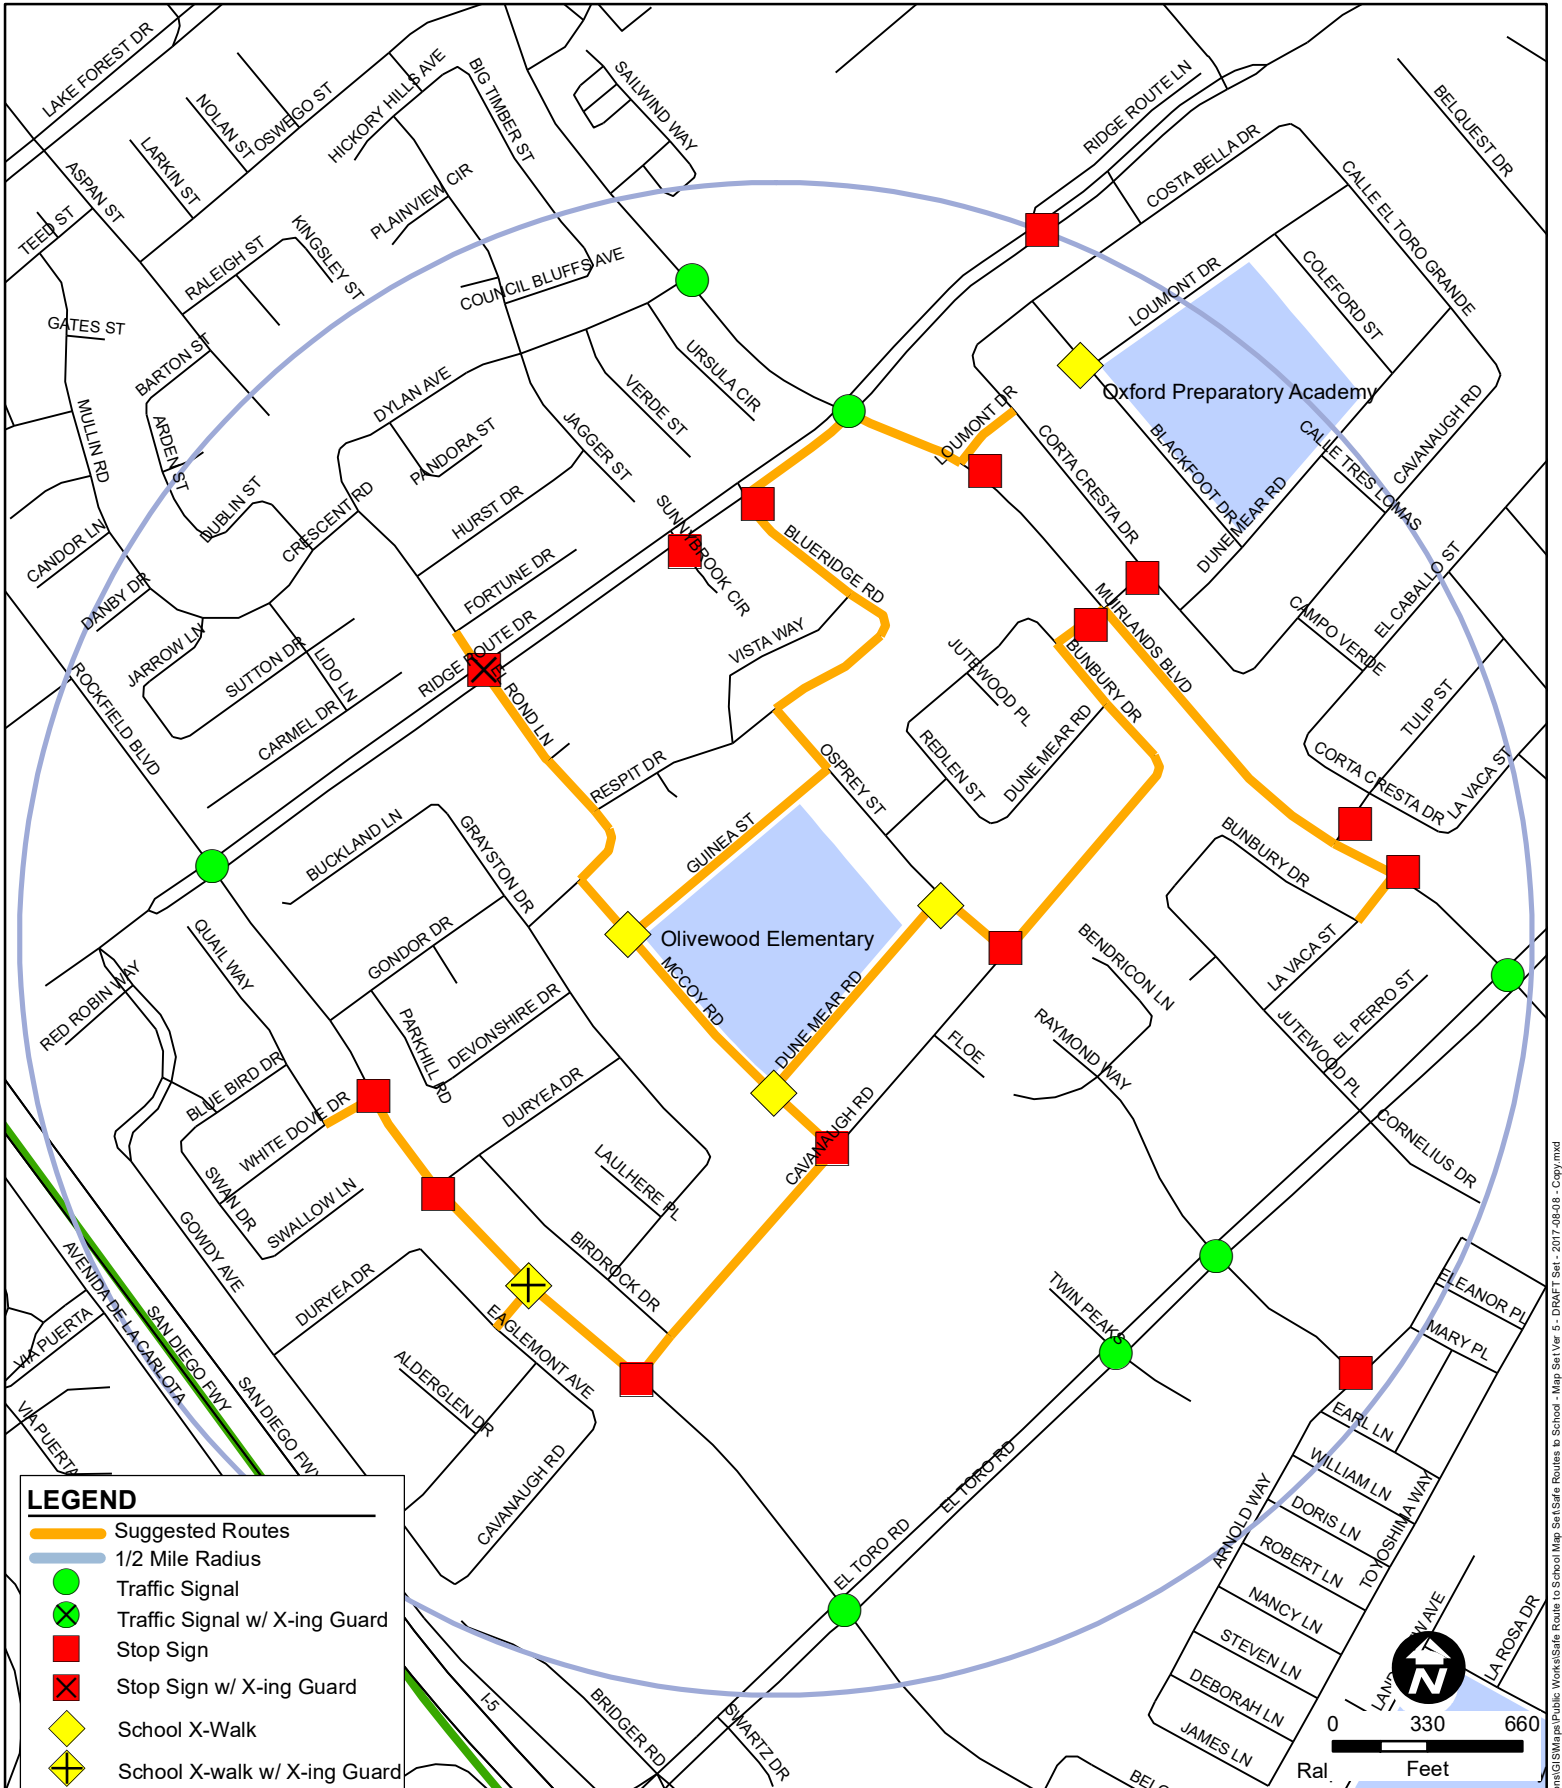 LAKE FOREST DR
NOLAN ST
OSWEGO ST
HICKORY HILLS AVE
BIG TIMBER ST
SAILWIND WAY
RIDGE ROUTE LN
BELQUEST DR
LARKIN ST
ASPAN ST
TEED ST
PLAINVIEW CIR
COSTA BELLA DR
CALLE EL TORO GRANDE
RALEIGH ST
KINGSLEY ST
COUNCIL BLUFFS AVE
LOUMONT DR
COLEFORD ST
GATES ST
BARTON ST
URSULA CIR
VERDE ST
DYLAN AVE
Oxford Preparatory Academy
MULLIN RD
ARDEN ST
PANDORA ST
JAGGER ST
LOUMONT DR
CORTA CRESTA DR
BLACKFOOT DR
CALLE TRES LOMAS
CAVANAUGH RD
DUBLIN ST
CRESCENT RD
HURST DR
SUNNYBROOK CIR
DUNE MEAR RD
CANDOR LN
DANBY DR
FORTUNE DR
BLUERIDGE RD
EL CABALLO ST
CAMPO VERDE
JARROW LN
SUTTON DR
LIDO LN
RIDGE ROUTE DR
VISTA WAY
JUTEWOOD PL
BUNBURY DR
MUIRLANDS BLVD
ROCKFIELD BLVD
CARMEL DR
EL ROND LN
RESPIT DR
OSPREY ST
REDLEN ST
DUNE MEAR RD
TULIP ST
CORTA CRESTA DR
LA VACA ST
BUCKLAND LN
GRAYSTON DR
GUINEA ST
BUNBURY DR
QUAIL WAY
GONDOR DR
Olivewood Elementary
MCCOY RD
DUNE MEAR RD
BENDRICON LN
LA VACA ST
RED ROBIN WAY
PARKHILL RD
DEVONSHIRE DR
FLOE
RAYMOND WAY
JUTEWOOD PL
EL PERRO ST
BLUE BIRD DR
WHITE DOVE DR
DURYEA DR
CAVANAUGH RD
CORNELIUS DR
SWAN DR
SWALLOW LN
LAULHERE PL
GOWDY AVE
BIRDROCK DR
AVENIDA DE LA CARLOTA
SAN DIEGO FWY
DURYEA DR
EAGLEMONT AVE
TWIN PEAKS
ELEANOR PL
MARY PL
VIA PUERTA
SAN DIEGO FWY
ALDERGLEN DR
VIA PUERTA
CAVANAUGH RD
EL TORO RD
EL TORO RD
EARL LN
WILLIAM LN
DORIS LN
ROBERT LN
NANCY LN
STEVEN LN
DEBORAH LN
JAMES LN
ARNOLD WAY
TOYOSHIMA WAY
LA ROSA DR
I-5
BRIDGER RD
SWARTZ DR
LEGEND
Suggested Routes
1/2 Mile Radius
Traffic Signal
Traffic Signal w/ X-ing Guard
Stop Sign
Stop Sign w/ X-ing Guard
School X-Walk
School X-walk w/ X-ing Guard
N
0 330 660
Feet
Ral